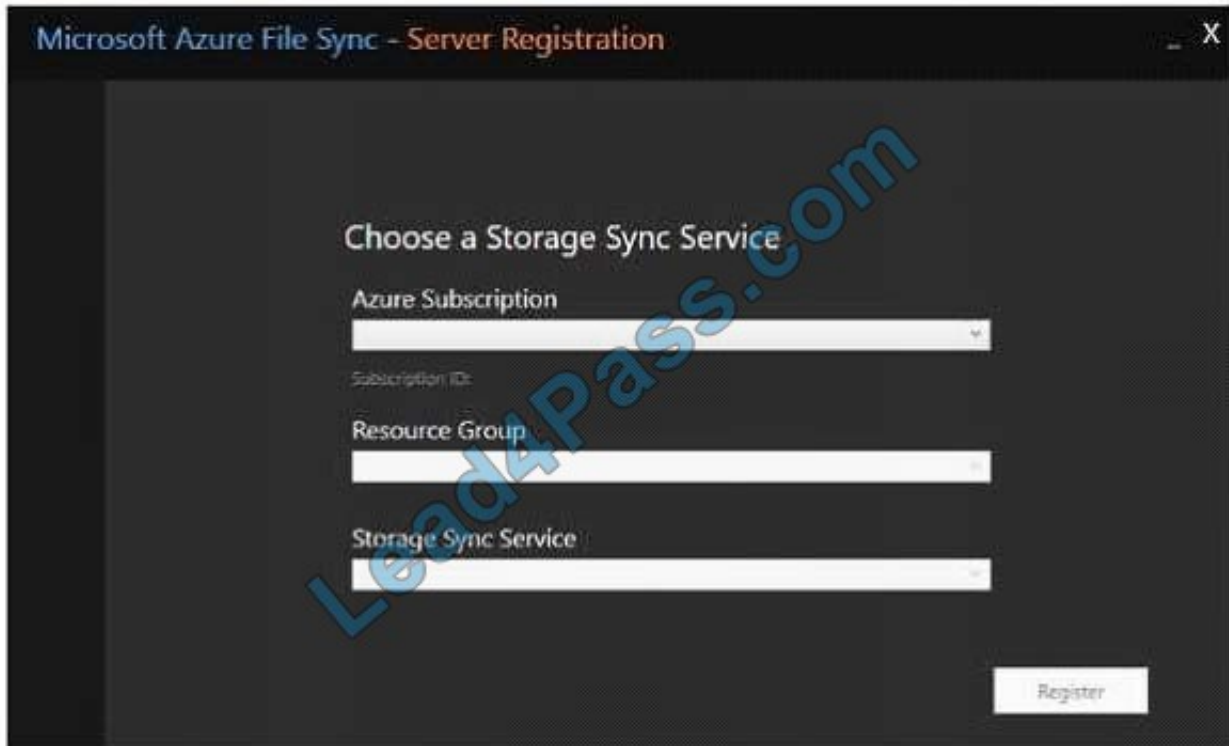 Microsoft Azure File Sync - Server Registration
X
Choose a Storage Sync Service
Azure Subscription
Subscription ID:
Resource Group
Storage Sync Service
Register
Lead4Pass.com